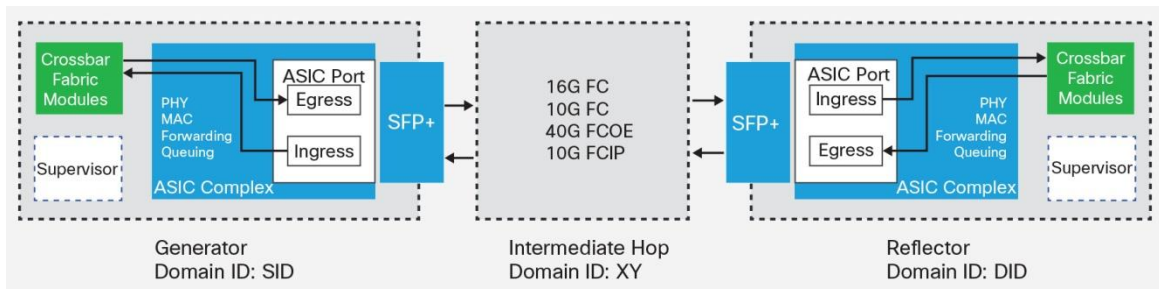 Crossbar
Fabric
Modules
Supervisor
PHY
MAC
Forwarding
Queuing
ASIC Complex
ASIC Port
Egress
Ingress
SFP+
16G FC
10G FC
40G FCOE
10G FCIP
SFP+
ASIC Port
Ingress
Egress
PHY
MAC
Forwarding
Queuing
ASIC Complex
Crossbar
Fabric
Modules
Supervisor
Generator
Domain ID: SID
Intermediate Hop
Domain ID: XY
Reflector
Domain ID: DID